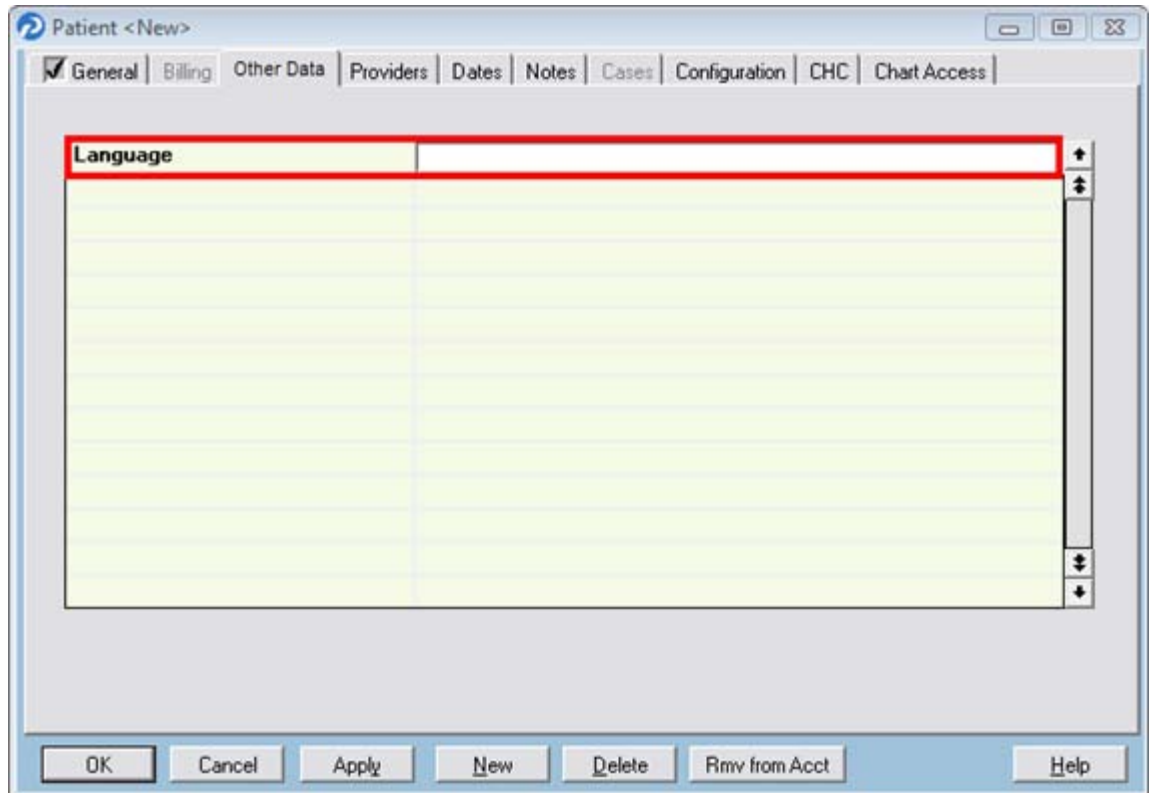 Patient <New>
General Billing Other Data Providers Dates Notes Cases Configuration CHC Chart Access
Language
OK Cancel Apply New Delete Rmv from Acct Help